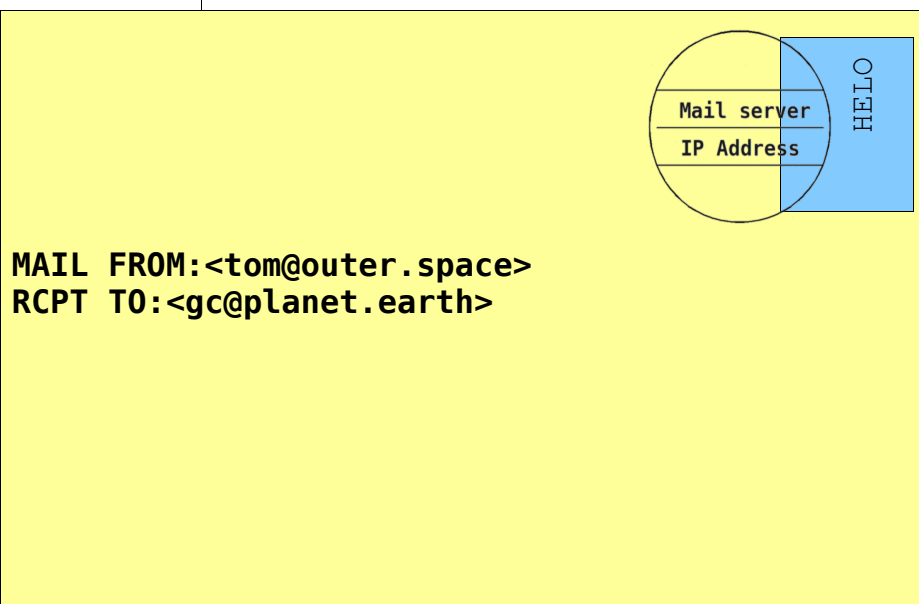 HELO
Mail server
IP Address
MAIL FROM:<tom@outer.space>
RCPT TO:<gc@planet.earth>